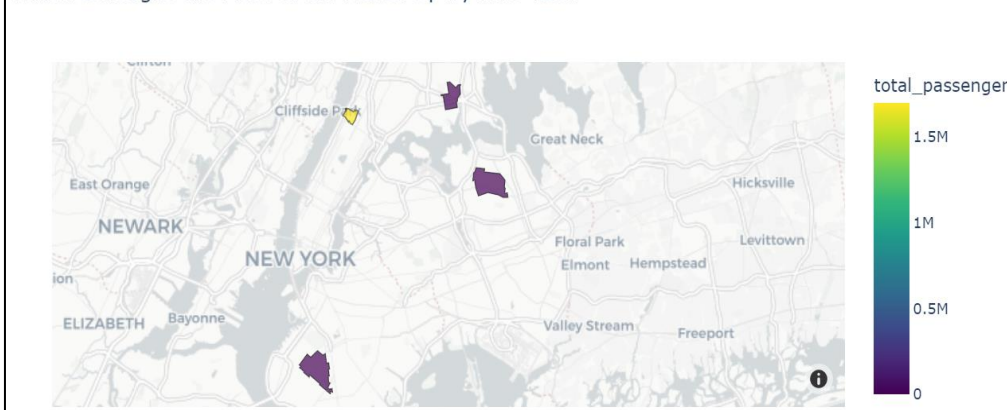 Clifton
Cliffside Park
Great Neck
East Orange
Hicksville
NEWARK
NEW YORK
Floral Park
Levittown
Elmont
Hempstead
ELIZABETH
Bayonne
Valley Stream
Freeport
total_passenger
1.5M
1M
0.5M
0